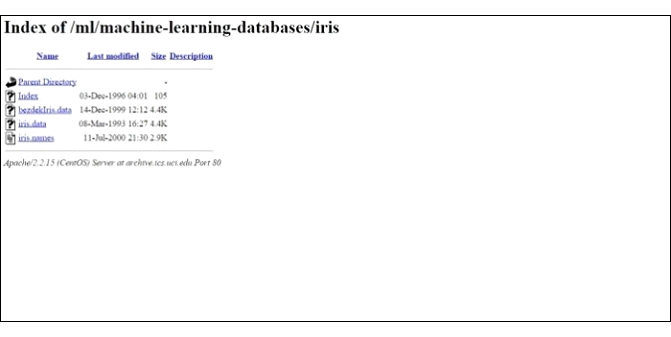 Index of /ml/machine-learning-databases/iris
Name Last modified Size Description
Parent Directory -
Index 03-Dec-1996 04:01 105
bezdekIris.data 14-Dec-1999 12:12 4.4K
iris.data 08-Mar-1993 16:27 4.4K
iris.names 11-Jul-2000 21:30 2.9K
Apache/2.2.15 (CentOS) Server at archive.ics.uci.edu Port 80